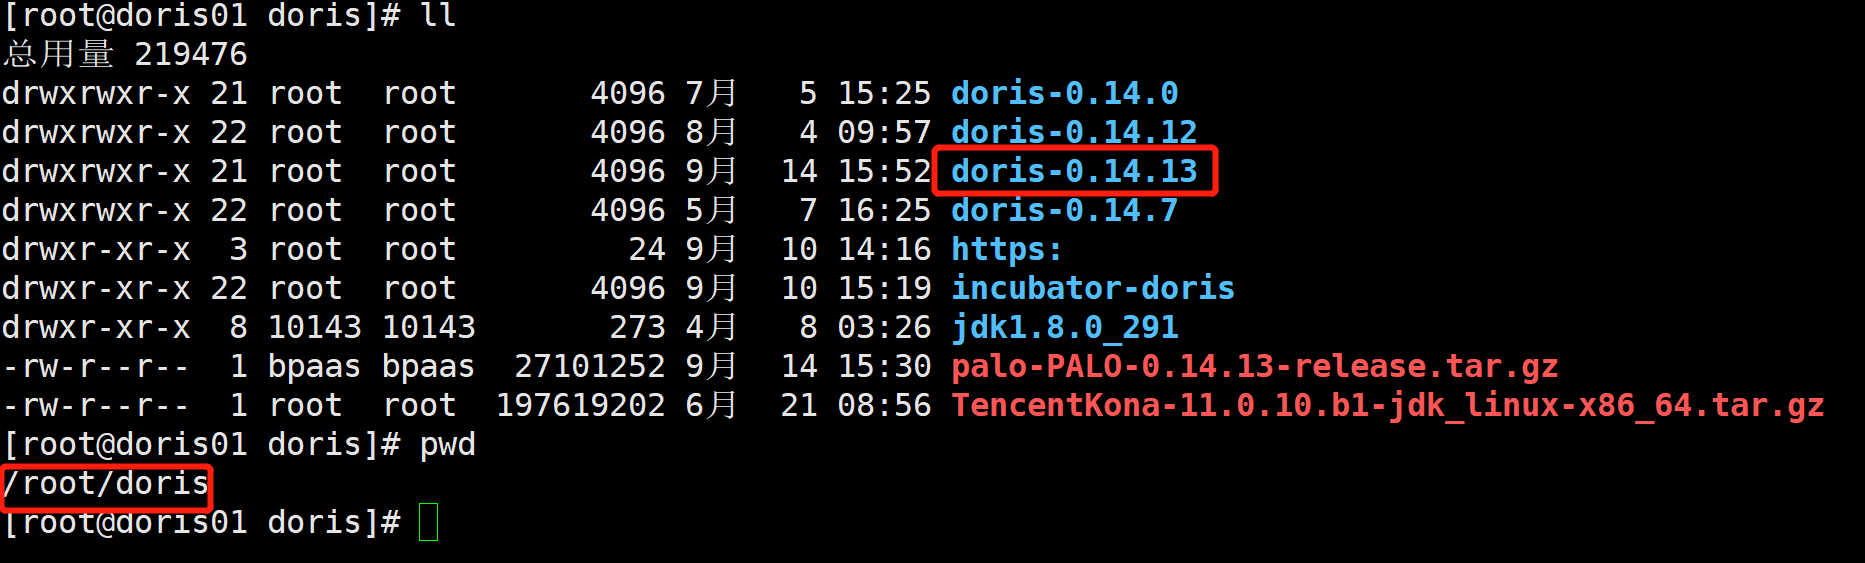 [root@doris01 doris]# ll
总用量 219476
drwxrwxr-x 21 root  root       4096 7月   5 15:25 doris-0.14.0
drwxrwxr-x 22 root  root       4096 8月   4 09:57 doris-0.14.12
drwxrwxr-x 21 root  root       4096 9月  14 15:52 doris-0.14.13
drwxrwxr-x 22 root  root       4096 5月   7 16:25 doris-0.14.7
drwxr-xr-x  3 root  root         24 9月  10 14:16 https:
drwxr-xr-x 22 root  root       4096 9月  10 15:19 incubator-doris
drwxr-xr-x  8 10143 10143       273 4月   8 03:26 jdk1.8.0_291
-rw-r--r--  1 bpaas bpaas  27101252 9月  14 15:30 palo-PALO-0.14.13-release.tar.gz
-rw-r--r--  1 root  root  197619202 6月  21 08:56 TencentKona-11.0.10.b1-jdk_linux-x86_64.tar.gz
[root@doris01 doris]# pwd
/root/doris
[root@doris01 doris]#